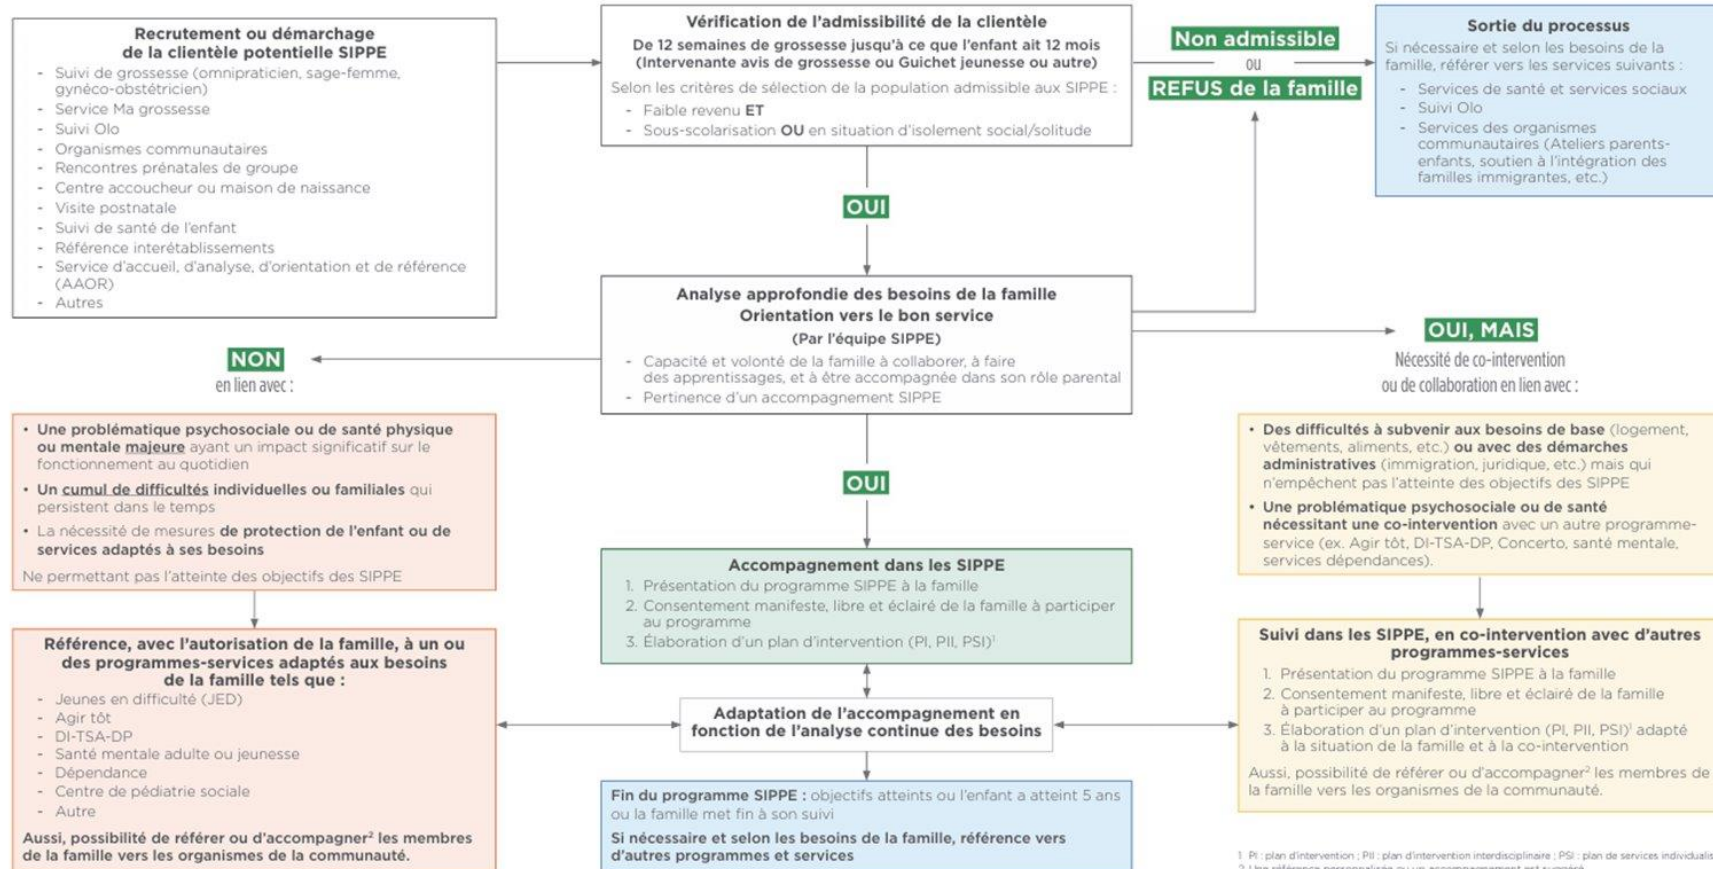 Recrutement ou démarchage
de la clientèle potentielle SIPPE
- Suivi de grossesse (omnipraticien, sage-femme,
gynéco-obstétricien)
- Service Ma grossesse
- Suivi Olo
- Organismes communautaires
- Rencontres prénatales de groupe
- Centre accoucheur ou maison de naissance
- Visite postnatale
- Suivi de santé de l'enfant
- Référence interétablissements
- Service d'accueil, d'analyse, d'orientation et de référence
(AAOR)
- Autres
Vérification de l'admissibilité de la clientèle
De 12 semaines de grossesse jusqu'à ce que l'enfant ait 12 mois
(Intervenante avis de grossesse ou Guichet jeunesse ou autre)
Selon les critères de sélection de la population admissible aux SIPPE :
- Faible revenu ET
- Sous-scolarisation OU en situation d'isolement social/solitude
Non admissible
ou
REFUS de la famille
Sortie du processus
Si nécessaire et selon les besoins de la
famille, référer vers les services suivants :
- Services de santé et services sociaux
- Suivi Olo
- Services des organismes
communautaires (Ateliers parents-
enfants, soutien à l'intégration des
familles immigrantes, etc.)
OUI
Analyse approfondie des besoins de la famille
Orientation vers le bon service
(Par l'équipe SIPPE)
- Capacité et volonté de la famille à collaborer, à faire
des apprentissages, et à être accompagnée dans son rôle parental
- Pertinence d'un accompagnement SIPPE
NON
en lien avec :
• Une problématique psychosociale ou de santé physique
ou mentale majeure ayant un impact significatif sur le
fonctionnement au quotidien
• Un cumul de difficultés individuelles ou familiales qui
persistent dans le temps
• La nécessité de mesures de protection de l'enfant ou de
services adaptés à ses besoins
Ne permettant pas l'atteinte des objectifs des SIPPE
Référence, avec l'autorisation de la famille, à un ou
des programmes-services adaptés aux besoins
de la famille tels que :
- Jeunes en difficulté (JED)
- Agir tôt
- DI-TSA-DP
- Santé mentale adulte ou jeunesse
- Dépendance
- Centre de pédiatrie sociale
- Autre
Aussi, possibilité de référer ou d'accompagner² les membres
de la famille vers les organismes de la communauté.
OUI
Accompagnement dans les SIPPE
1. Présentation du programme SIPPE à la famille
2. Consentement manifeste, libre et éclairé de la famille à participer
au programme
3. Élaboration d'un plan d'intervention (PI, PII, PSI)¹
Adaptation de l'accompagnement en
fonction de l'analyse continue des besoins
Fin du programme SIPPE : objectifs atteints ou l'enfant a atteint 5 ans
ou la famille met fin à son suivi
Si nécessaire et selon les besoins de la famille, référence vers
d'autres programmes et services
OUI, MAIS
Nécessité de co-intervention
ou de collaboration en lien avec :
• Des difficultés à subvenir aux besoins de base (logement,
vêtements, aliments, etc.) ou avec des démarches
administratives (immigration, juridique, etc.) mais qui
n'empêchent pas l'atteinte des objectifs des SIPPE
• Une problématique psychosociale ou de santé
nécessitant une co-intervention avec un autre programme-
service (ex. Agir tôt, DI-TSA-DP, Concerto, santé mentale,
services dépendances).
Suivi dans les SIPPE, en co-intervention avec d'autres
programmes-services
1. Présentation du programme SIPPE à la famille
2. Consentement manifeste, libre et éclairé de la famille
à participer au programme
3. Élaboration d'un plan d'intervention (PI, PII, PSI)¹ adapté
à la situation de la famille et à la co-intervention
Aussi, possibilité de référer ou d'accompagner² les membres de
la famille vers les organismes de la communauté.
1 PI : plan d'intervention ; PII : plan d'intervention interdisciplinaire ; PSI : plan de services
2 Une référence personnalisée ou un accompagnement est suggéré